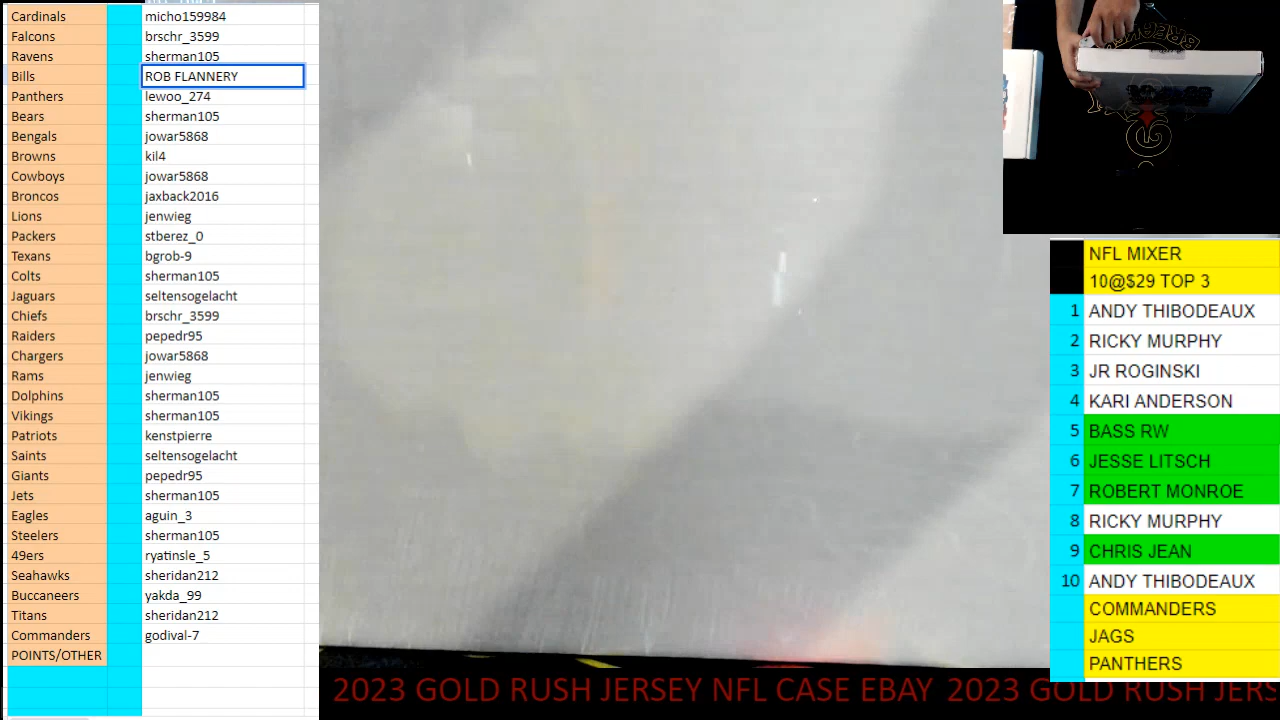 Cardinals micho159984
Falcons brschr_3599
Ravens sherman105
Bills ROB FLANNERY
Panthers lewoo_274
Bears sherman105
Bengals jowar5868
Browns kil4
Cowboys jowar5868
Broncos jaxback2016
Lions jenwieg
Packers stberez_0
Texans bgrob-9
Colts sherman105
Jaguars seltensogelacht
Chiefs brschr_3599
Raiders pepedr95
Chargers jowar5868
Rams jenwieg
Dolphins sherman105
Vikings sherman105
Patriots kenstpierre
Saints seltensogelacht
Giants pepedr95
Jets sherman105
Eagles aguin_3
Steelers sherman105
49ers ryatinsle_5
Seahawks sheridan212
Buccaneers yakda_99
Titans sheridan212
Commanders godival-7
POINTS/OTHER
NFL MIXER
10@$29 TOP 3
1 ANDY THIBODEAUX
2 RICKY MURPHY
3 JR ROGINSKI
4 KARI ANDERSON
5 BASS RW
6 JESSE LITSCH
7 ROBERT MONROE
8 RICKY MURPHY
9 CHRIS JEAN
10 ANDY THIBODEAUX
COMMANDERS
JAGS
PANTHERS
2023 GOLD RUSH JERSEY NFL CASE EBAY 2023 GOLD RUSH JERS